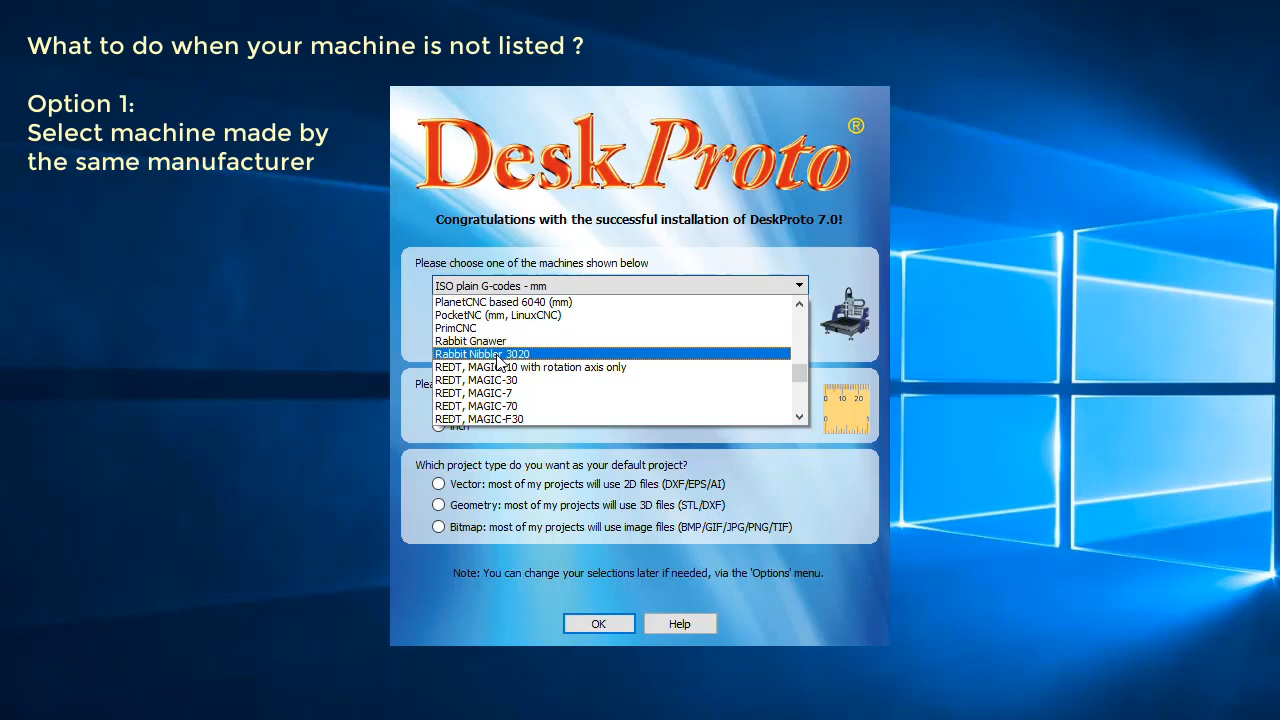 What to do when your machine is not listed ?
Option 1:
Select machine made by
the same manufacturer
DeskProto®
Congratulations with the successful installation of DeskProto 7.0!
Please choose one of the machines shown below
ISO plain G-codes - mm
PlanetCNC based 6040 (mm)
PocketNC (mm, LinuxCNC)
PrimCNC
Rabbit Gnawer
Rabbit Nibbler 3020
REDT, MAGIC-10 with rotation axis only
REDT, MAGIC-30
REDT, MAGIC-7
REDT, MAGIC-70
REDT, MAGIC-F30
0 10 20
0 1
Which project type do you want as your default project?
Vector: most of my projects will use 2D files (DXF/EPS/AI)
Geometry: most of my projects will use 3D files (STL/DXF)
Bitmap: most of my projects will use image files (BMP/GIF/JPG/PNG/TIF)
Note: You can change your selections later if needed, via the 'Options' menu.
OK Help